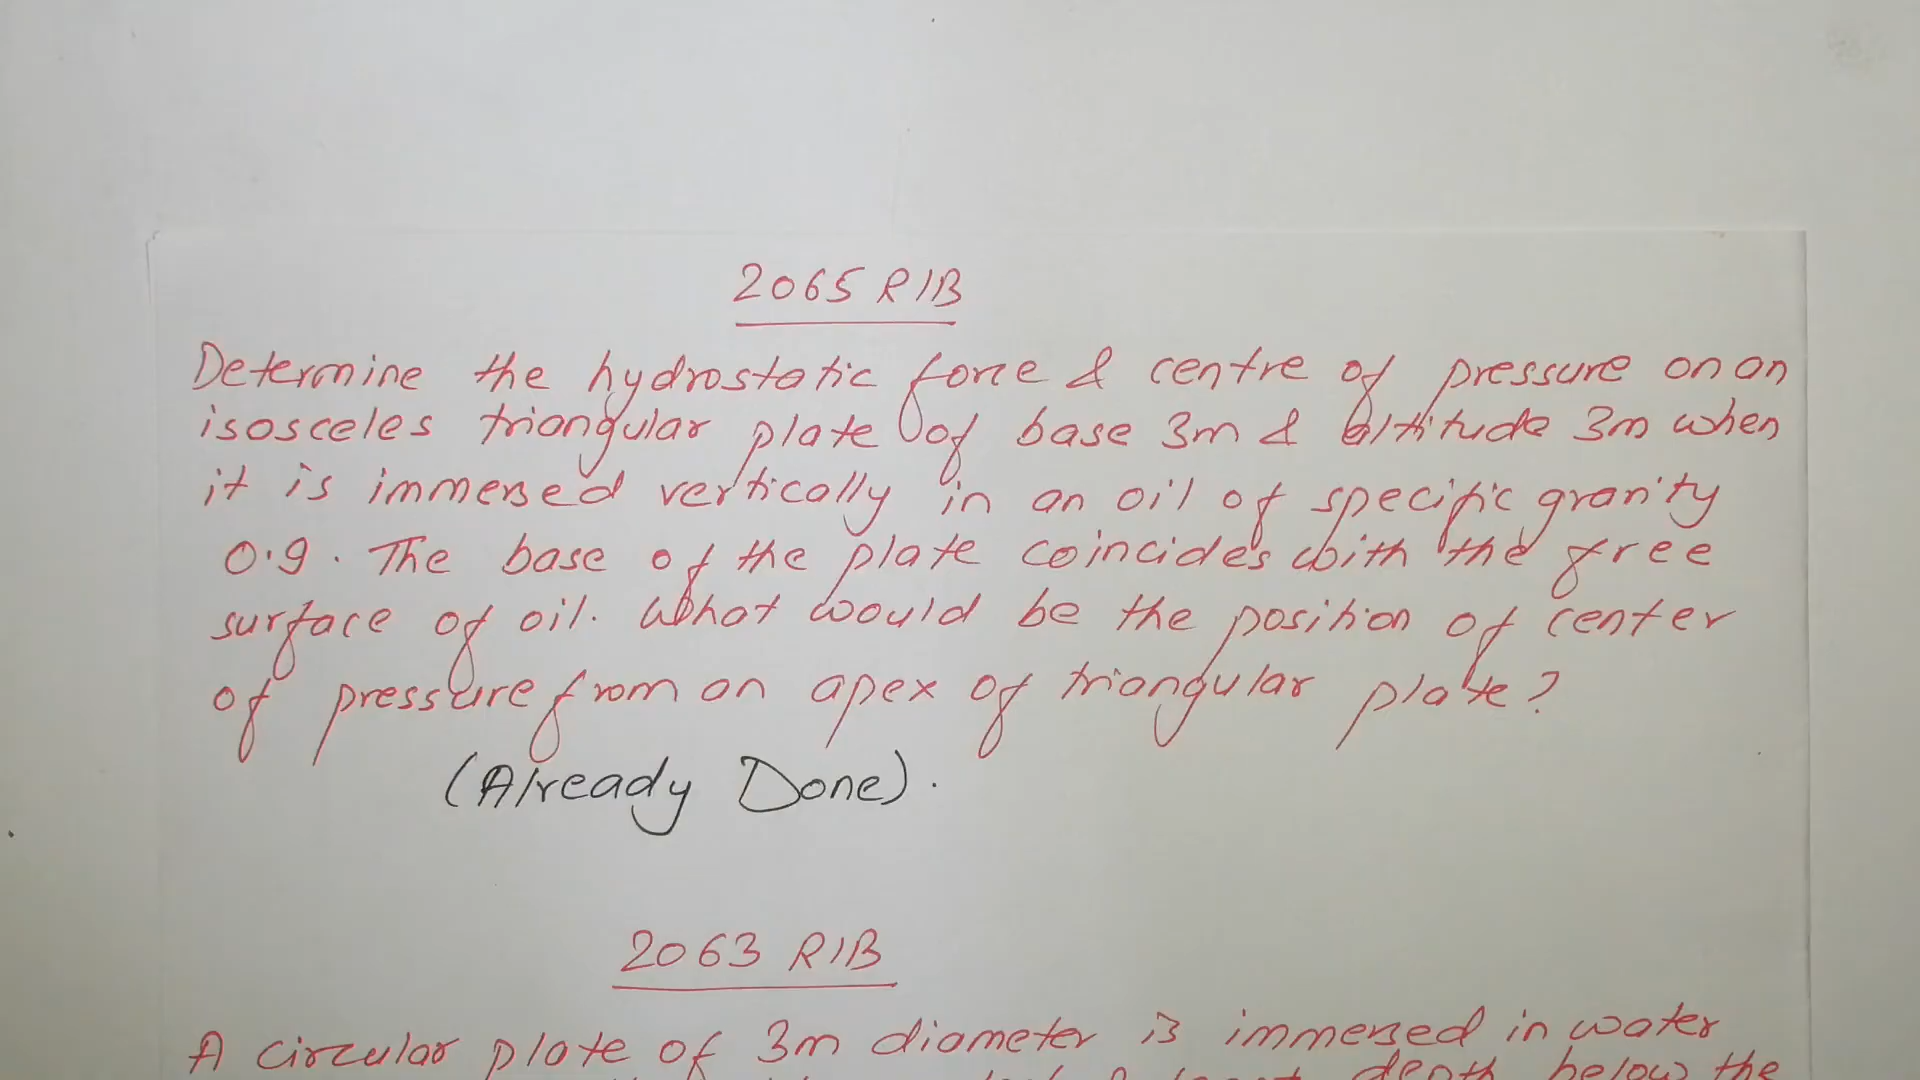 2065 R/B
Determine the hydrostatic force & centre of pressure on an
isosceles triangular plate of base 3m & altitude 3m when
it is immersed vertically in an oil of specific gravity
0.9. The base of the plate coincides with the free
surface of oil. What would be the position of center
of pressure from an apex of triangular plate?
(Already Done).
2063 R/B
A circular plate of 3m diameter is immersed in water
depth below the